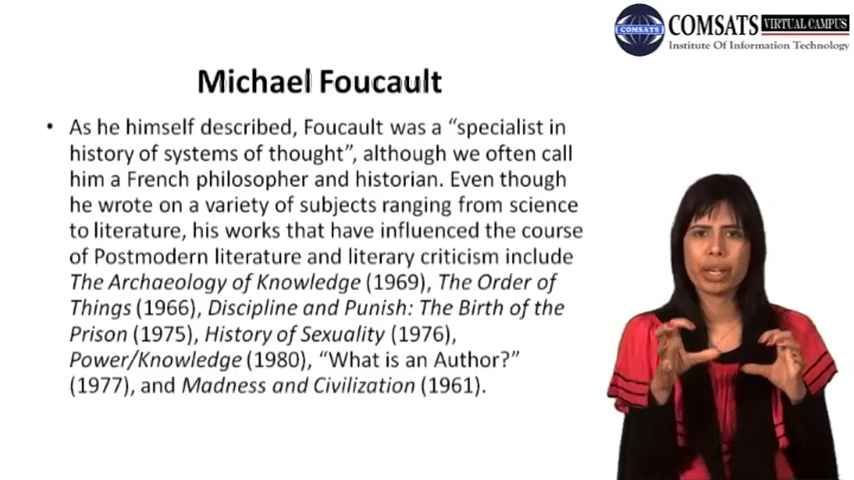 COMSATS
COMSATS VIRTUAL CAMPUS
Institute Of Information Technology
Michael Foucault
• As he himself described, Foucault was a “specialist in
history of systems of thought”, although we often call
him a French philosopher and historian. Even though
he wrote on a variety of subjects ranging from science
to literature, his works that have influenced the course
of Postmodern literature and literary criticism include
The Archaeology of Knowledge (1969), The Order of
Things (1966), Discipline and Punish: The Birth of the
Prison (1975), History of Sexuality (1976),
Power/Knowledge (1980), “What is an Author?”
(1977), and Madness and Civilization (1961).